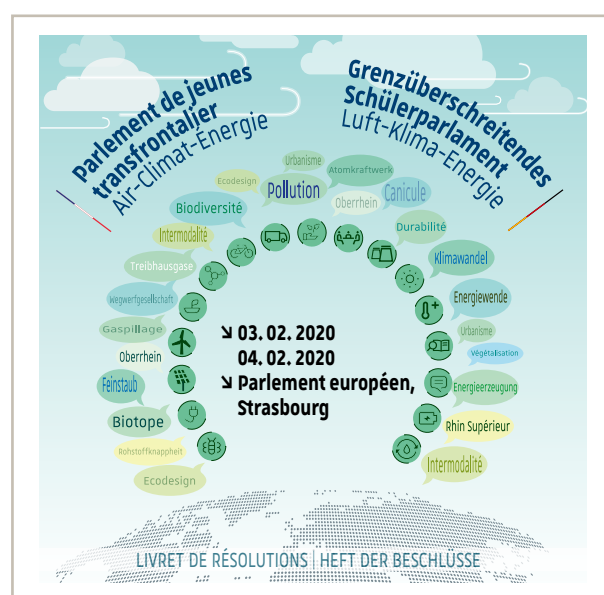 Parlement de jeunes
transfrontalier
Air-Climat-Énergie
Grenzüberschreitendes
Schülerparlament
Luft-Klima-Energie
Urbanisme
Atomkraftwerk
Ecodesign
Pollution
Canicule
Oberrhein
Biodiversité
Durabilité
Intermodalité
Klimawandel
Treibhausgase
Energiewende
Wegwerfgesellschaft
Gaspillage
Urbanisme
Oberrhein
Végétalisation
Feinstaub
Energieerzeugung
Biotope
Rhin Supérieur
Rohstoffknappheit
Intermodalité
Ecodesign
↘ 03. 02. 2020
04. 02. 2020
↘ Parlement européen,
Strasbourg
LIVRET DE RÉSOLUTIONS | HEFT DER BESCHLÜSSE